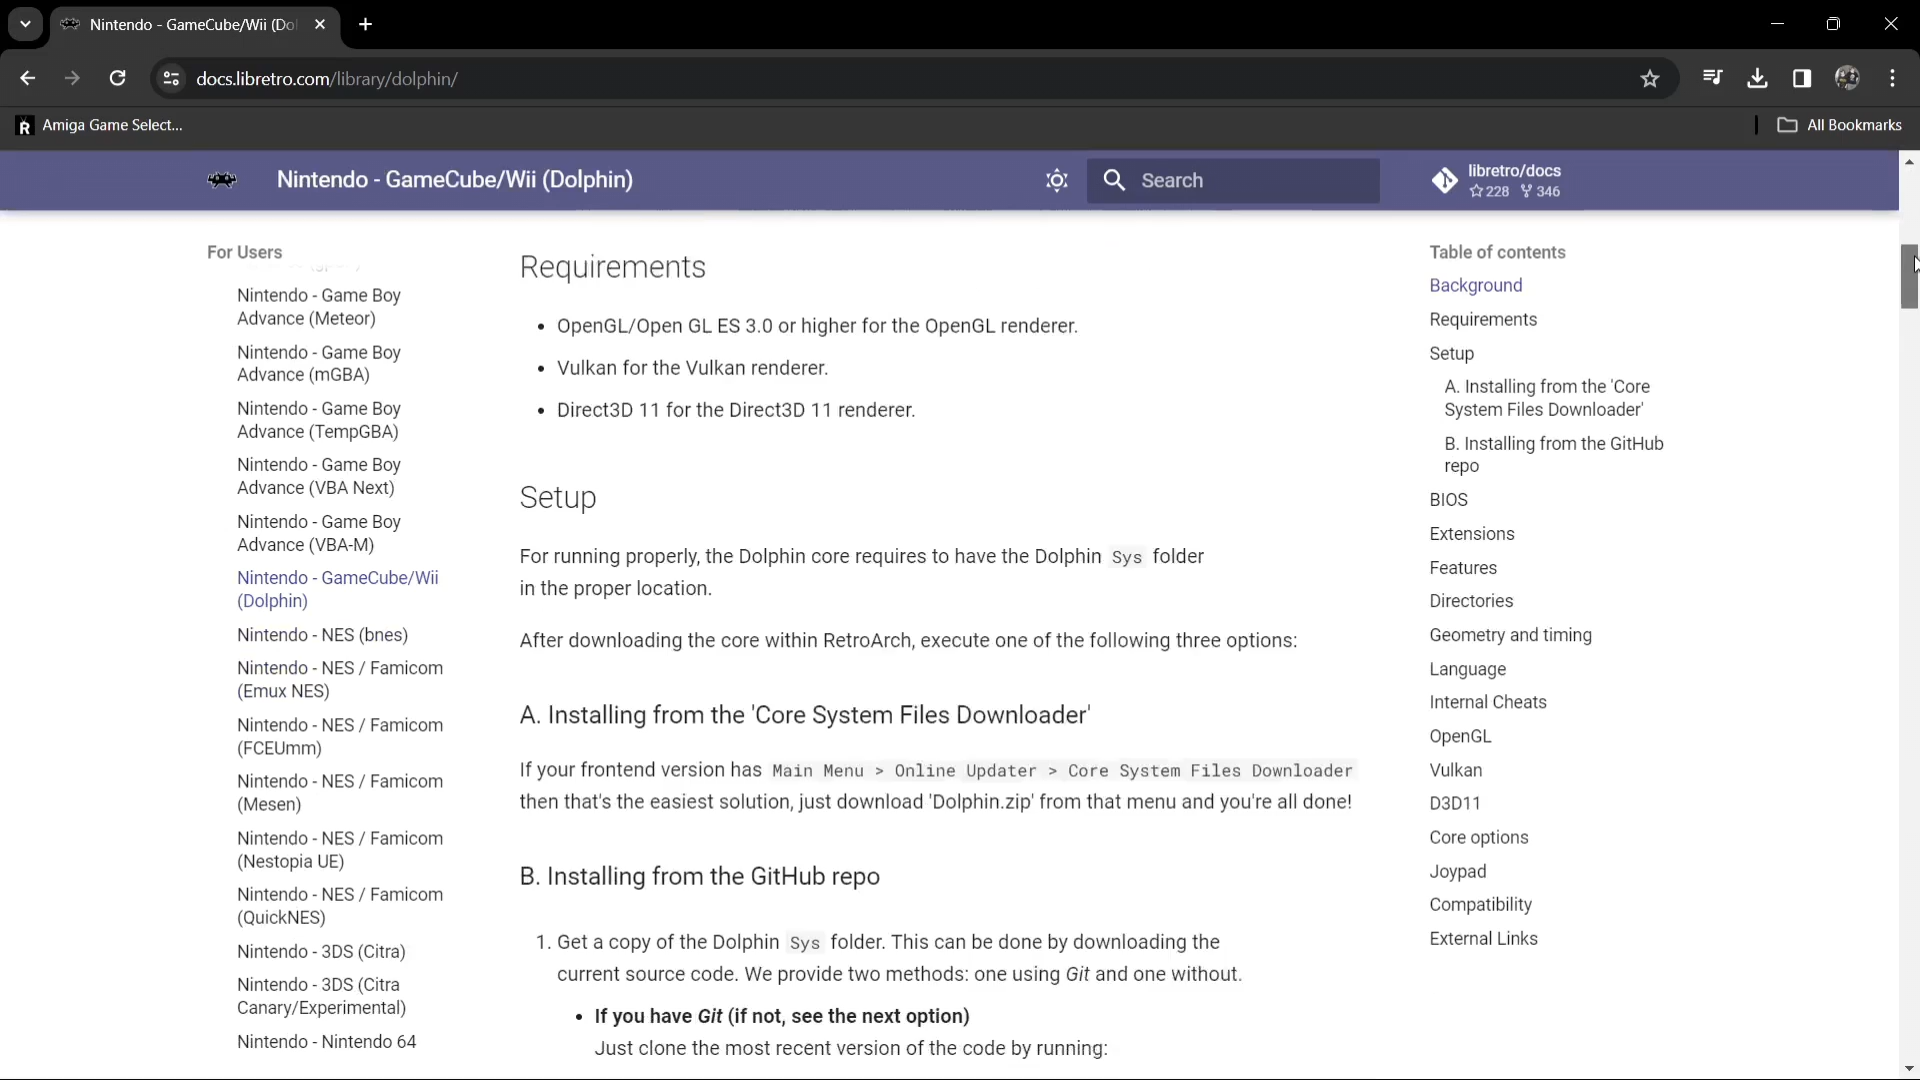 Nintendo - GameCube/Wii (Do
docs.libretro.com/library/dolphin/
Amiga Game Select...
All Bookmarks
Nintendo - GameCube/Wii (Dolphin)
Search
libretro/docs
228 346
For Users
Nintendo - Game Boy
Advance (Meteor)
Nintendo - Game Boy
Advance (mGBA)
Nintendo - Game Boy
Advance (TempGBA)
Nintendo - Game Boy
Advance (VBA Next)
Nintendo - Game Boy
Advance (VBA-M)
Nintendo - GameCube/Wii
(Dolphin)
Nintendo - NES (bnes)
Nintendo - NES / Famicom
(Emux NES)
Nintendo - NES / Famicom
(FCEUmm)
Nintendo - NES / Famicom
(Mesen)
Nintendo - NES / Famicom
(Nestopia UE)
Nintendo - NES / Famicom
(QuickNES)
Nintendo - 3DS (Citra)
Nintendo - 3DS (Citra
Canary/Experimental)
Nintendo - Nintendo 64
Requirements
• OpenGL/Open GL ES 3.0 or higher for the OpenGL renderer.
• Vulkan for the Vulkan renderer.
• Direct3D 11 for the Direct3D 11 renderer.
Setup
For running properly, the Dolphin core requires to have the Dolphin Sys folder
in the proper location.
After downloading the core within RetroArch, execute one of the following three options:
A. Installing from the 'Core System Files Downloader'
If your frontend version has Main Menu > Online Updater > Core System Files Downloader
then that's the easiest solution, just download 'Dolphin.zip' from that menu and you're all done!
B. Installing from the GitHub repo
1. Get a copy of the Dolphin Sys folder. This can be done by downloading the
current source code. We provide two methods: one using Git and one without.
• If you have Git (if not, see the next option)
Just clone the most recent version of the code by running:
Table of contents
Background
Requirements
Setup
A. Installing from the 'Core
System Files Downloader'
B. Installing from the GitHub
repo
BIOS
Extensions
Features
Directories
Geometry and timing
Language
Internal Cheats
OpenGL
Vulkan
D3D11
Core options
Joypad
Compatibility
External Links